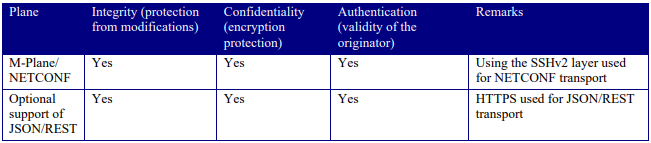 Plane
Integrity (protection
from modifications)
Confidentiality
(encryption
protection)
Authentication
(validity of the
originator)
Remarks
M-Plane/
NETCONF
Yes
Yes
Yes
Using the SSHv2 layer used
for NETCONF transport
Optional
support of
JSON/REST
Yes
Yes
Yes
HTTPS used for JSON/REST
transport